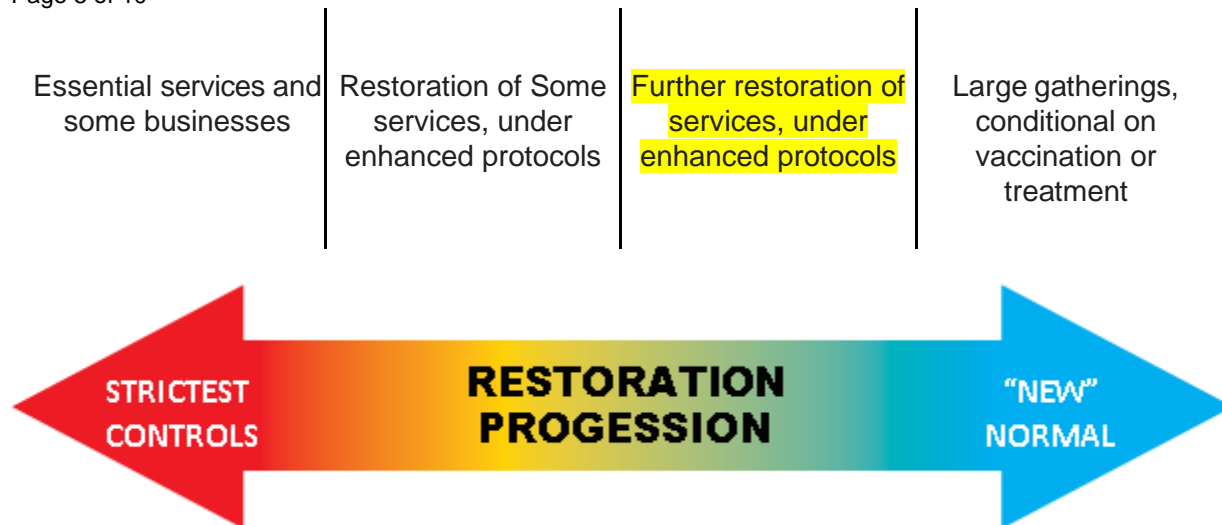 Essential services and
some businesses
Restoration of Some
services, under
enhanced protocols
Further restoration of
services, under
enhanced protocols
Large gatherings,
conditional on
vaccination or
treatment
STRICTEST
CONTROLS
RESTORATION
PROGESSION
“NEW”
NORMAL